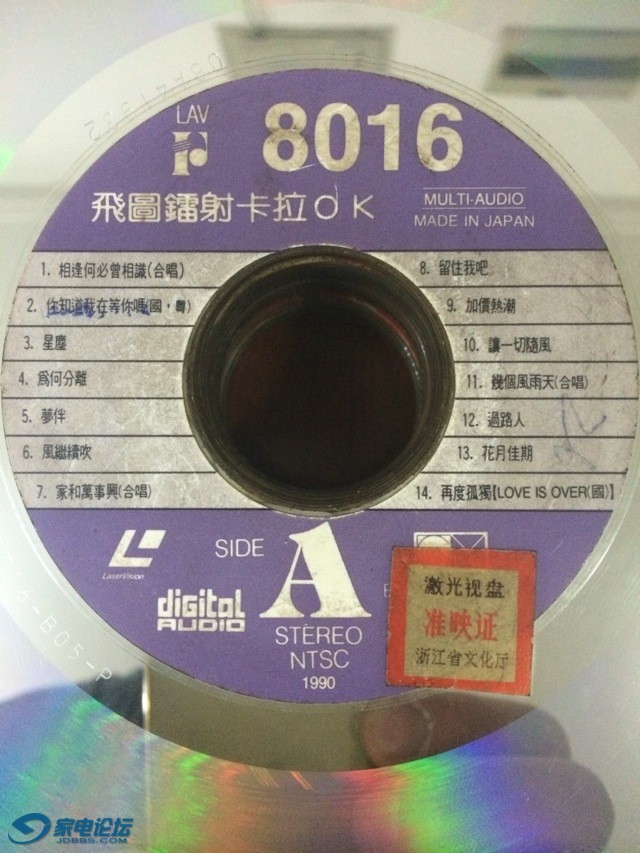 LAV
8016
飛圖鐳射卡拉OK
MULTI-AUDIO
MADE IN JAPAN
1. 相逢何必曾相識(合唱)
2. 你知道我在等你嗎(國，粵)
3. 星塵
4. 為何分離
5. 夢伴
6. 風繼續吹
7. 家和萬事興(合唱)
8. 留住我吧
9. 加價熱潮
10. 讓一切隨風
11. 幾個風雨天(合唱)
12. 過路人
13. 花月佳期
14. 再度孤獨【LOVE IS OVER(國)】
LaserVision
SIDE A
digital
AUDIO
STEREO
NTSC
1990
激光视盘
准映证
浙江省文化厅
家电论坛
JDBBS.COM